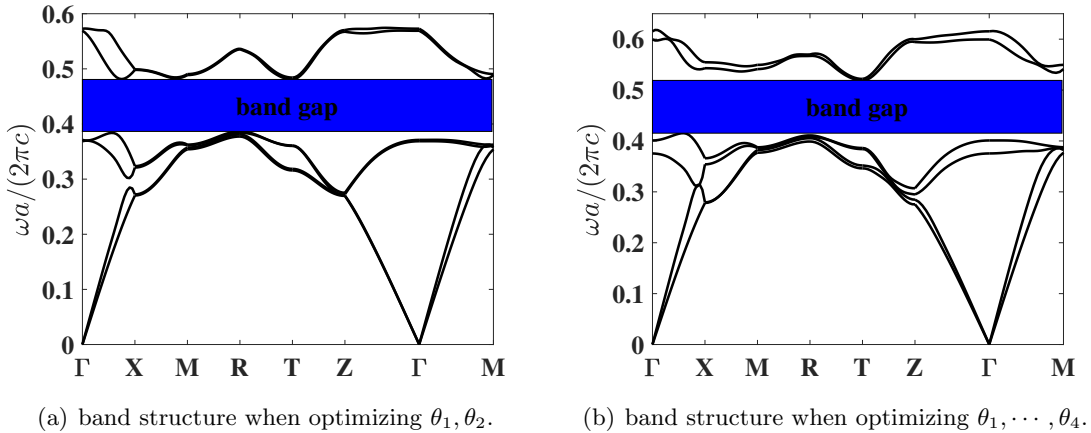 0.6
0.5
0.4
0.3
0.2
0.1
0
ωa/(2πc)
band gap
Γ X M R T Z Γ M
(a) band structure when optimizing θ₁, θ₂.
0.6
0.5
0.4
0.3
0.2
0.1
0
ωa/(2πc)
band gap
Γ X M R T Z Γ M
(b) band structure when optimizing θ₁, ⋯ , θ₄.